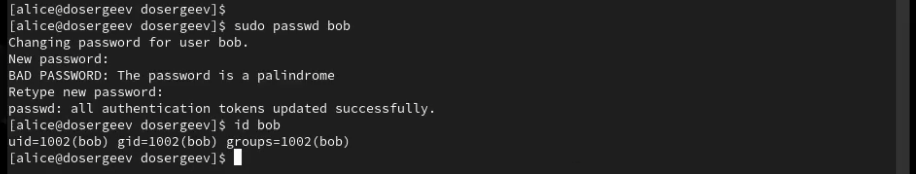 [alice@dosergeev dosergeev]$
[alice@dosergeev dosergeev]$ sudo passwd bob
Changing password for user bob.
New password:
BAD PASSWORD: The password is a palindrome
Retype new password:
passwd: all authentication tokens updated successfully.
[alice@dosergeev dosergeev]$ id bob
uid=1002(bob) gid=1002(bob) groups=1002(bob)
[alice@dosergeev dosergeev]$